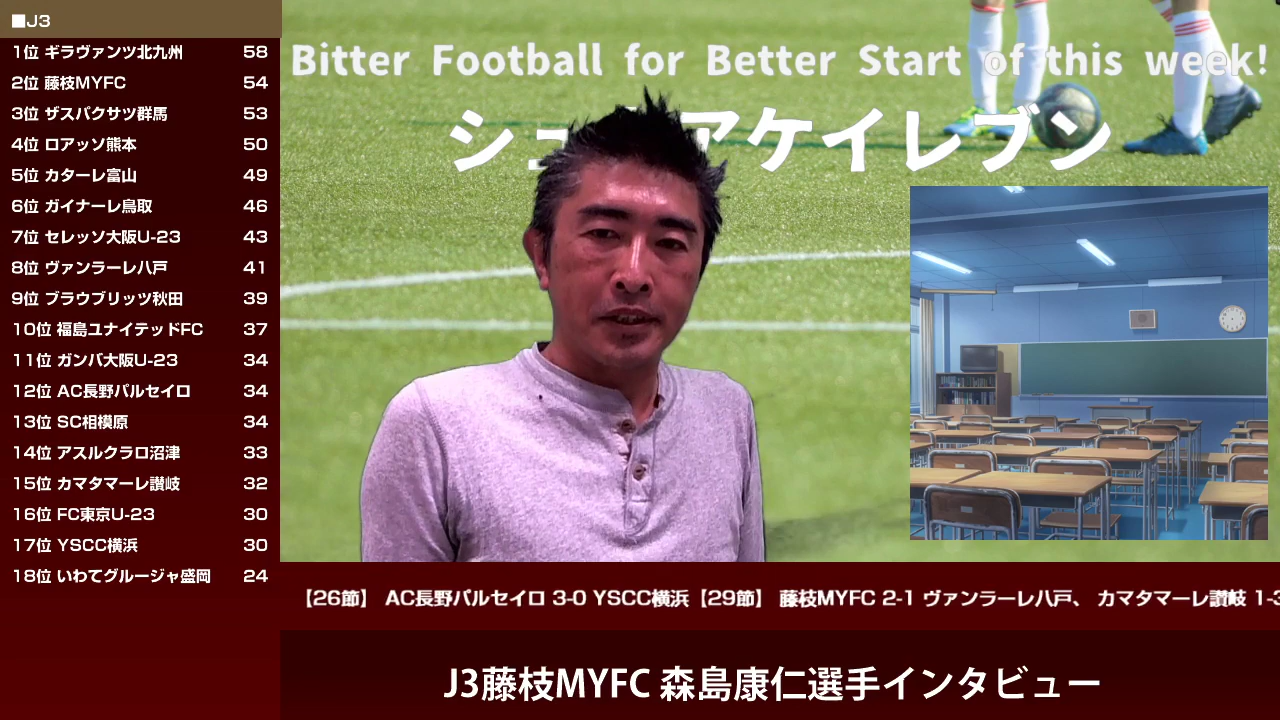 ■J3
1位 ギラヴァンツ北九州 58
2位 藤枝MYFC 54
3位 ザスパクサツ群馬 53
4位 ロアッソ熊本 50
5位 カターレ富山 49
6位 ガイナーレ鳥取 46
7位 セレッソ大阪U-23 43
8位 ヴァンラーレ八戸 41
9位 ブラウブリッツ秋田 39
10位 福島ユナイテッドFC 37
11位 ガンバ大阪U-23 34
12位 AC長野パルセイロ 34
13位 SC相模原 34
14位 アスルクラロ沼津 33
15位 カマタマーレ讃岐 32
16位 FC東京U-23 30
17位 YSCC横浜 30
18位 いわてグルージャ盛岡 24
Bitter Football for Better Start of this week!
シュ アケイレブン
【26節】 AC長野パルセイロ 3-0 YSCC横浜【29節】 藤枝MYFC 2-1 ヴァンラーレ八戸、 カマタマーレ讃岐 1-3
J3藤枝MYFC 森島康仁選手インタビュー